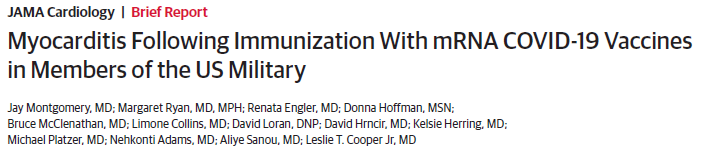 JAMA Cardiology | Brief Report
Myocarditis Following Immunization With mRNA COVID-19 Vaccines
in Members of the US Military
Jay Montgomery, MD; Margaret Ryan, MD, MPH; Renata Engler, MD; Donna Hoffman, MSN;
Bruce McClenathan, MD; Limone Collins, MD; David Loran, DNP; David Hrncir, MD; Kelsie Herring, MD;
Michael Platzer, MD; Nehkonti Adams, MD; Aliye Sanou, MD; Leslie T. Cooper Jr, MD